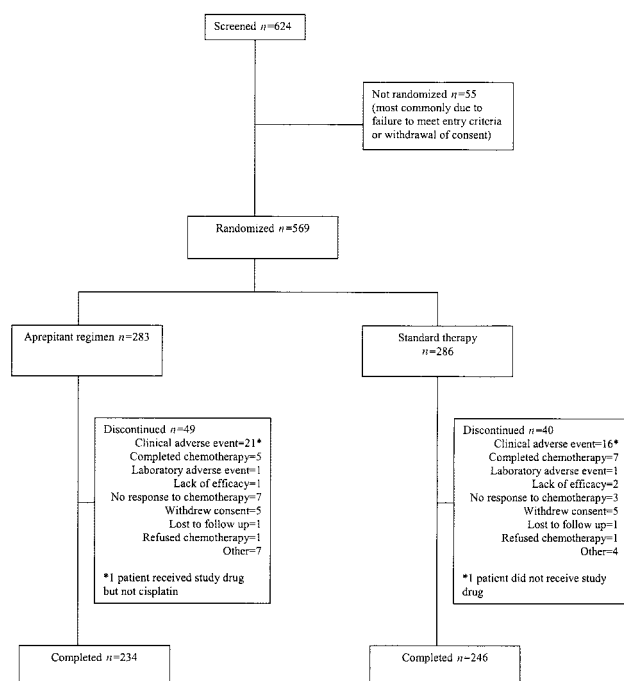 Screened n=624
Not randomized n=55
(most commonly due to
failure to meet entry criteria
or withdrawal of consent)
Randomized n=569
Aprepitant regimen n=283
Standard therapy
n=286
Discontinued n=49
Clinical adverse event=21*
Completed chemotherapy=5
Laboratory adverse event=1
Lack of efficacy=1
No response to chemotherapy=7
Withdrew consent=5
Lost to follow up=1
Refused chemotherapy=1
Other=7
*1 patient received study drug
but not cisplatin
Discontinued n=40
Clinical adverse event=16*
Completed chemotherapy=7
Laboratory adverse event=1
Lack of efficacy=2
No response to chemotherapy=3
Withdrew consent=5
Lost to follow up=1
Refused chemotherapy=1
Other=4
*1 patient did not receive study
drug
Completed n=234
Completed n=246